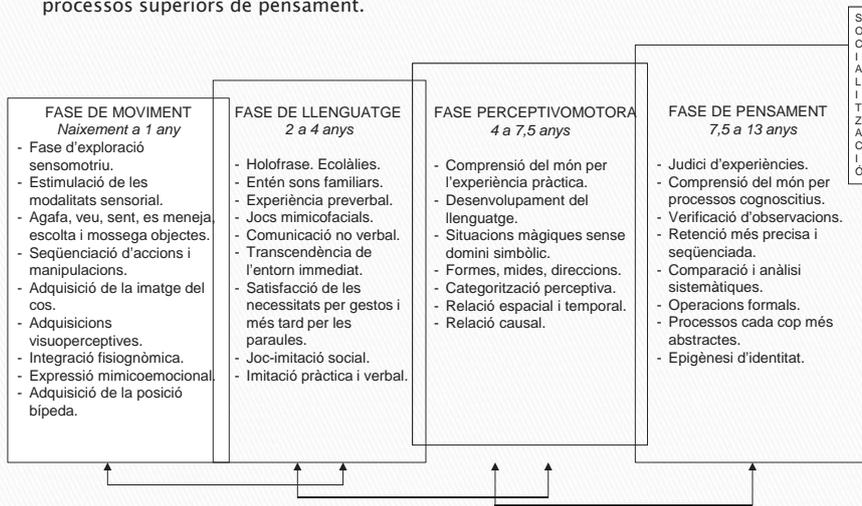 processos superiors de pensament.
FASE DE MOVIMENT
Naixement a 1 any
- Fase d'exploració
sensomotriu.
- Estimulació de les
modalitats sensorial.
- Agafa, veu, sent, es meneja,
escolta i mossega objectes.
- Seqüenciació d'accions i
manipulacions.
- Adquisició de la imatge del
cos.
- Adquisicions
visuoperceptives.
- Integració fisiognòmica.
- Expressió mimicoemocional.
- Adquisició de la posició
bípeda.
FASE DE LLENGUATGE
2 a 4 anys
- Holofrase. Ecolàlies.
- Entén sons familiars.
- Experiència preverbal.
- Jocs mimicofacials.
- Comunicació no verbal.
- Transcendència de
l'entorn immediat.
- Satisfacció de les
necessitats per gestos i
més tard per les
paraules.
- Joc-imitació social.
- Imitació pràctica i verbal.
FASE PERCEPTIVOMOTORA
4 a 7,5 anys
- Comprensió del món per
l'experiència pràctica.
- Desenvolupament del
llenguatge.
- Situacions màgiques sense
domini simbòlic.
- Formes, mides, direccions.
- Categorització perceptiva.
- Relació espacial i temporal.
- Relació causal.
FASE DE PENSAMENT
7,5 a 13 anys
- Judici d'experiències.
- Comprensió del món per
processos cognoscitius.
- Verificació d'observacions.
- Retenció més precisa i
seqüenciada.
- Comparació i anàlisi
sistemàtiques.
- Operacions formals.
- Processos cada cop més
abstractes.
- Epigènesi d'identitat.
S
O
C
I
A
L
I
T
Z
A
C
I
Ó